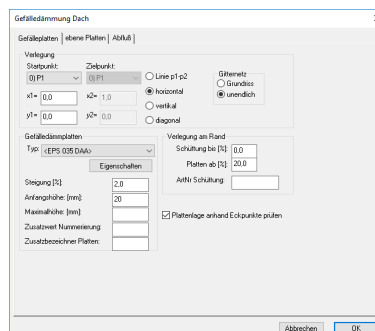 Gefälledämmung Dach
Gefälleplatten ebene Platten Abfluß
Verlegung
Startpunkt: Zielpunkt:
0) P1 0) P1
x1= 0,0 x2= 1,0
y1= 0,0 y2= 0,0
Linie p1-p2
horizontal
vertikal
diagonal
Gitternetz
Grundriss
unendlich
Gefälledämmplatten
Typ: <EPS 035 DAA>
Eigenschaften
Steigung [%]: 2,0
Anfangshöhe: [mm]: 20
Maximalhöhe: [mm]:
Zusatzwert Nummerierung:
Zusatzbezeichner Platten:
Verlegung am Rand
Schüttung bis [%]: 0,0
Platten ab [%]: 20,0
ArtNr Schüttung:
Plattenlage anhand Eckpunkte prüfen
Abbrechen OK